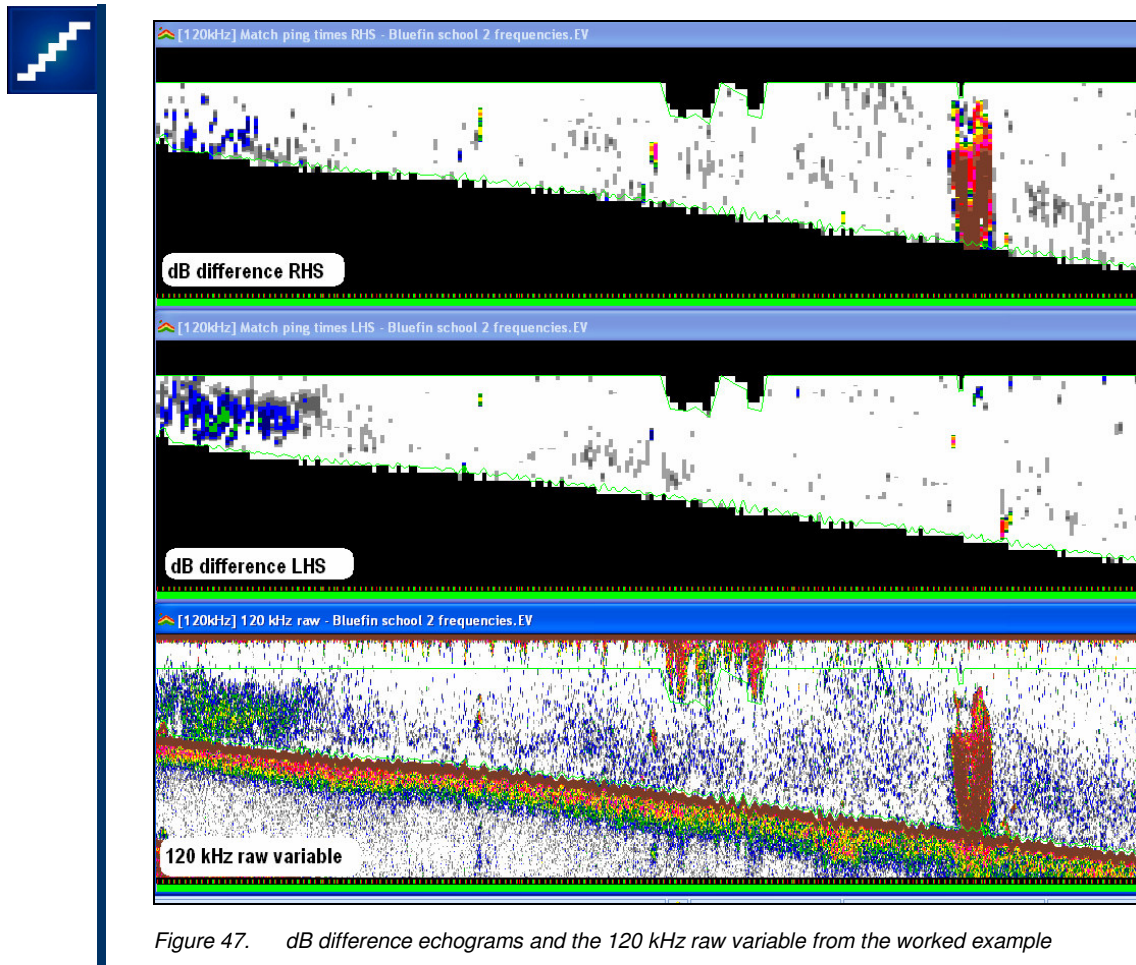 [120kHz] Match ping times RHS - Bluefin school 2 frequencies.EV
dB difference RHS
[120kHz] Match ping times LHS - Bluefin school 2 frequencies.EV
dB difference LHS
[120kHz] 120 kHz raw - Bluefin school 2 frequencies.EV
120 kHz raw variable
Figure 47. dB difference echograms and the 120 kHz raw variable from the worked example